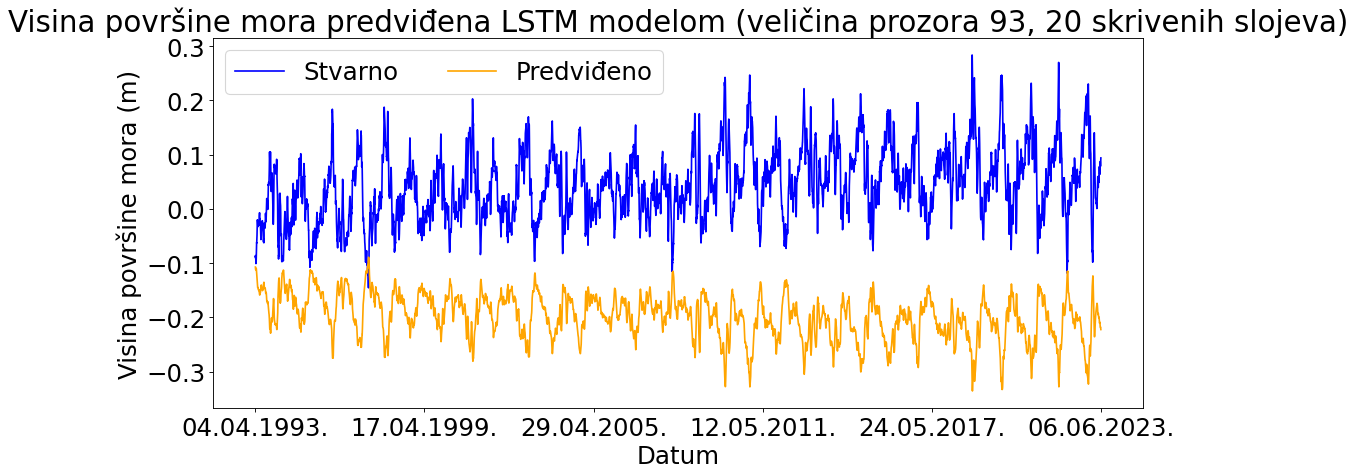 Visina površine mora predviđena LSTM modelom (veličina prozora 93, 20 skrivenih slojeva)
Stvarno Predviđeno
Visina površine mora (m)
0.3
0.2
0.1
0.0
−0.1
−0.2
−0.3
04.04.1993. 17.04.1999. 29.04.2005. 12.05.2011. 24.05.2017. 06.06.2023.
Datum